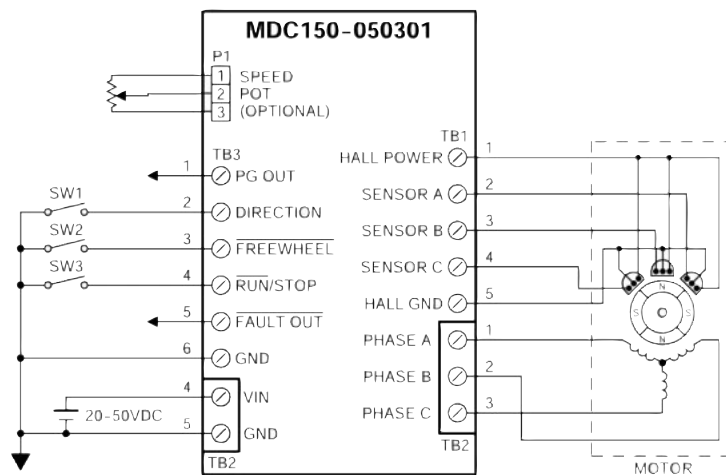 MDC150-050301
P1
1 SPEED
2 POT
3 (OPTIONAL)
TB3
1 PG OUT
SW1
2 DIRECTION
SW2
3 FREEWHEEL
SW3
4 RUN/STOP
5 FAULT OUT
6 GND
4 VIN
20-50VDC
5 GND
TB2
TB1
HALL POWER 1
SENSOR A 2
SENSOR B 3
SENSOR C 4
HALL GND 5
PHASE A 1
PHASE B 2
PHASE C 3
TB2
N
S S
N
MOTOR